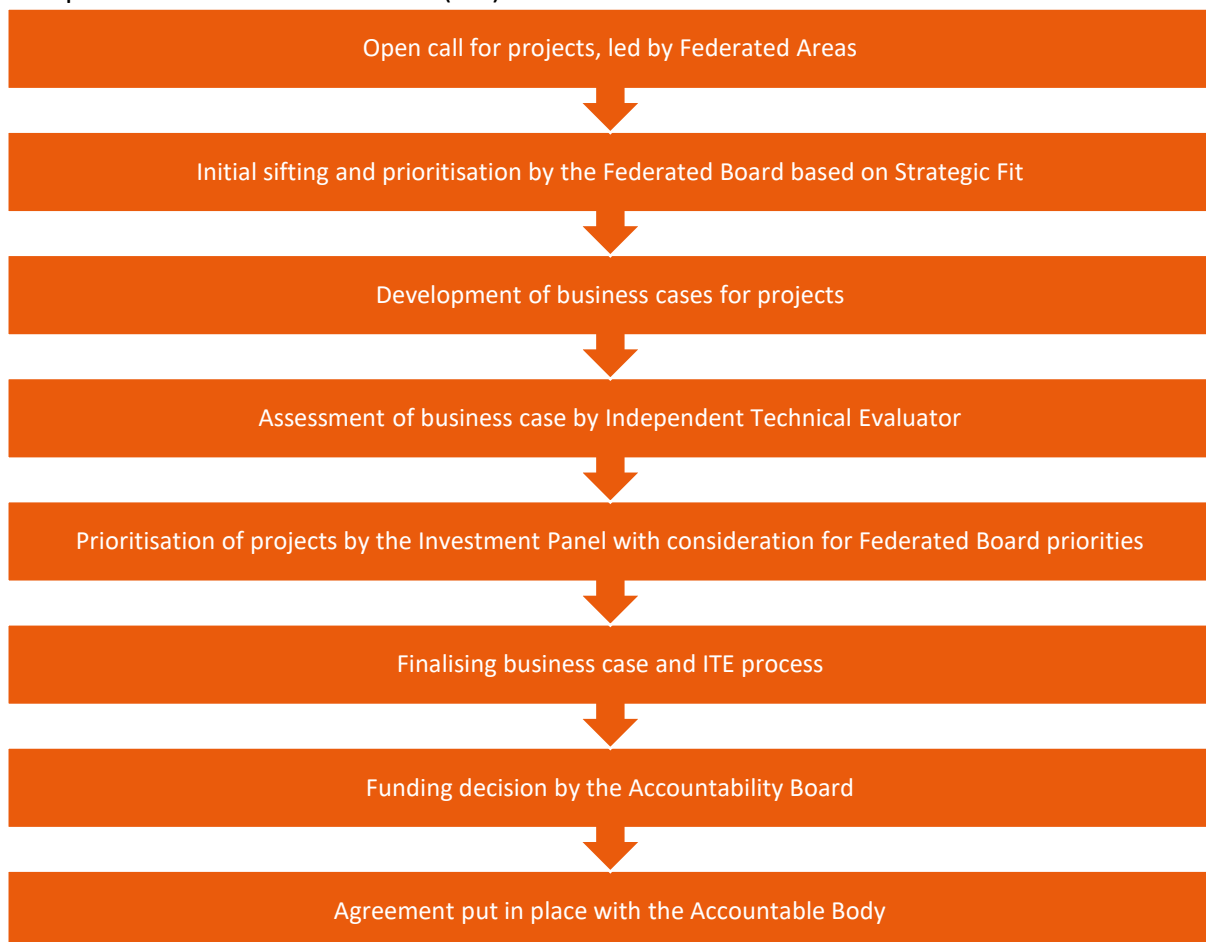 Open call for projects, led by Federated Areas
Initial sifting and prioritisation by the Federated Board based on Strategic Fit
Development of business cases for projects
Assessment of business case by Independent Technical Evaluator
Prioritisation of projects by the Investment Panel with consideration for Federated Board priorities
Finalising business case and ITE process
Funding decision by the Accountability Board
Agreement put in place with the Accountable Body